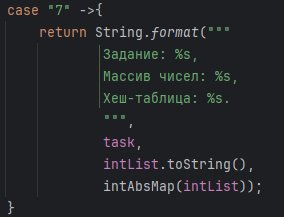 case "7" ->{
return String.format("""
Задание: %s,
Массив чисел: %s,
Хеш-таблица: %s.
""",
task,
intList.toString(),
intAbsMap(intList));
}